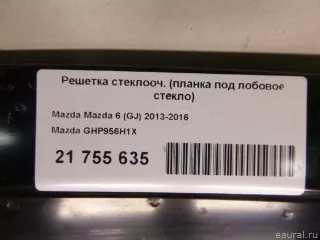 Решетка стеклооч. (планка под лобовое
стекло)
Mazda Mazda 6 (GJ) 2013-2016
Mazda GHP956H1X
21 755 635
© eaural.ru